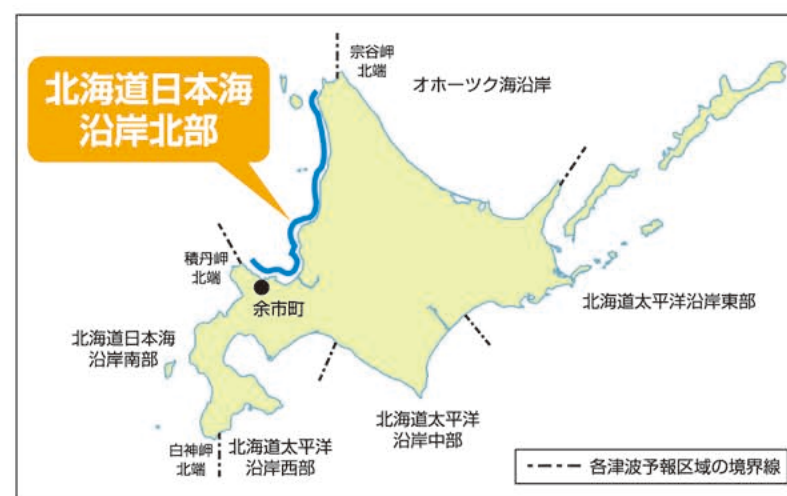 宗谷岬
北端
オホーツク海沿岸
北海道日本海
沿岸北部
積丹岬
北端
余市町
北海道太平洋沿岸東部
北海道日本海
沿岸南部
白神岬
北端
北海道太平洋
沿岸西部
北海道太平洋
沿岸中部
各津波予報区域の境界線